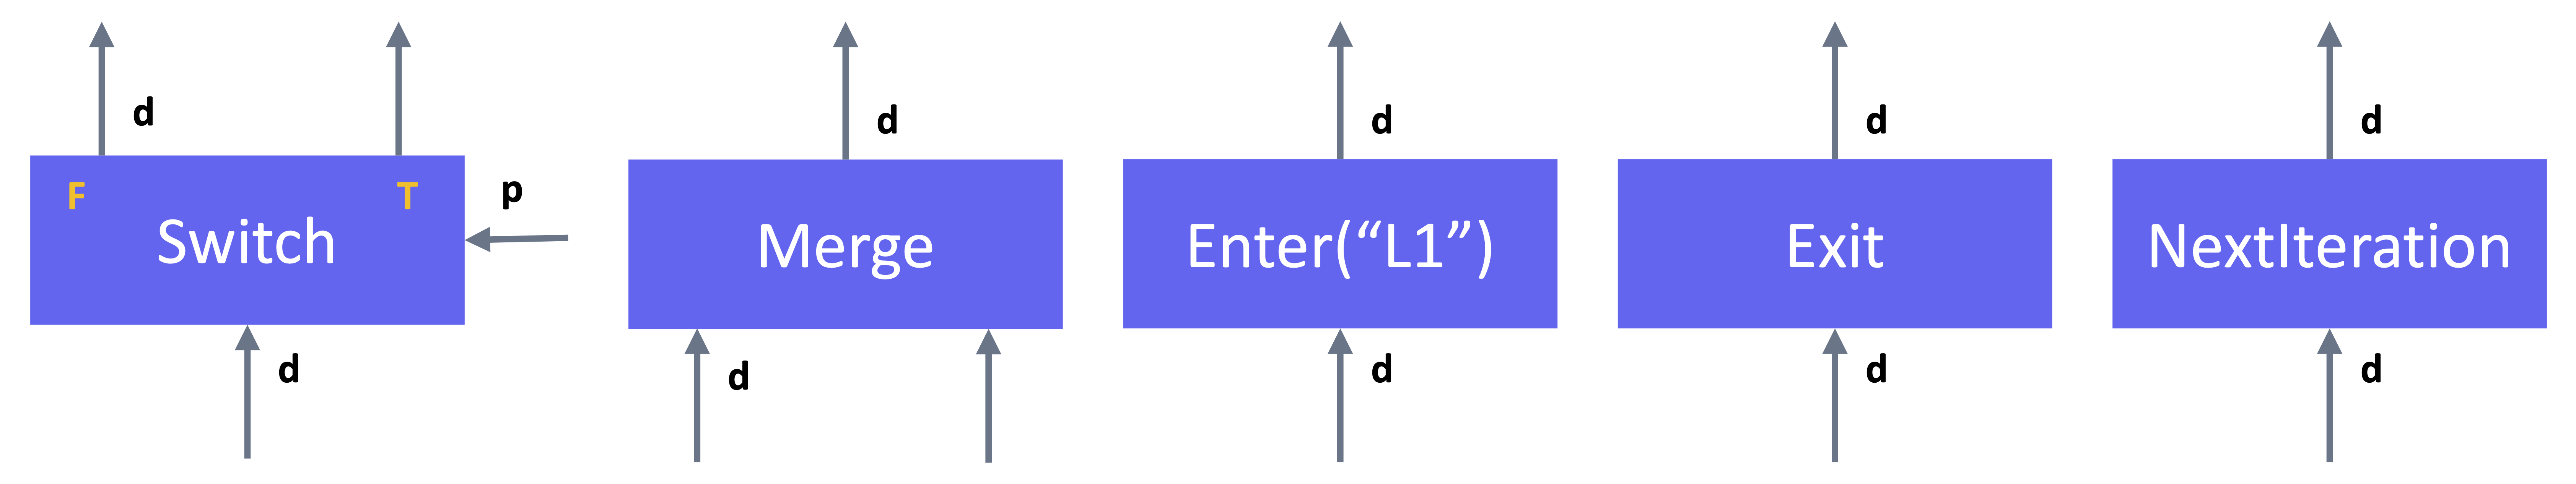 d
F
T
Switch
p
d
d
Merge
d
d
Enter(“L1”)
d
d
Exit
d
d
NextIteration
d